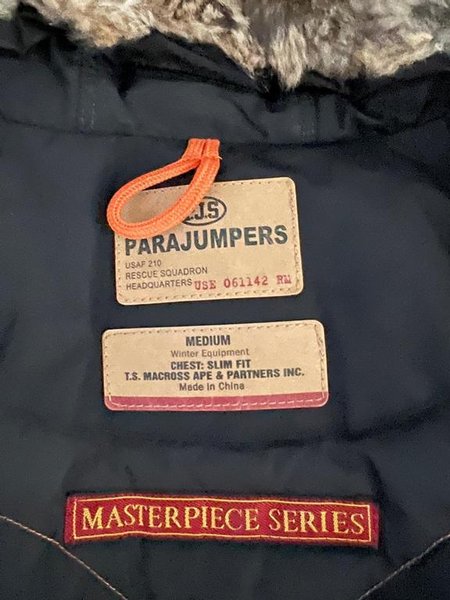 PARAJUMPERS
USAF 210
RESCUE SQUADRON
HEADQUARTERS USE 061142 RM
MEDIUM
Winter Equipment
CHEST: SLIM FIT
T.S. MACROSS APE & PARTNERS INC.
Made in China
MASTERPIECE SERIES